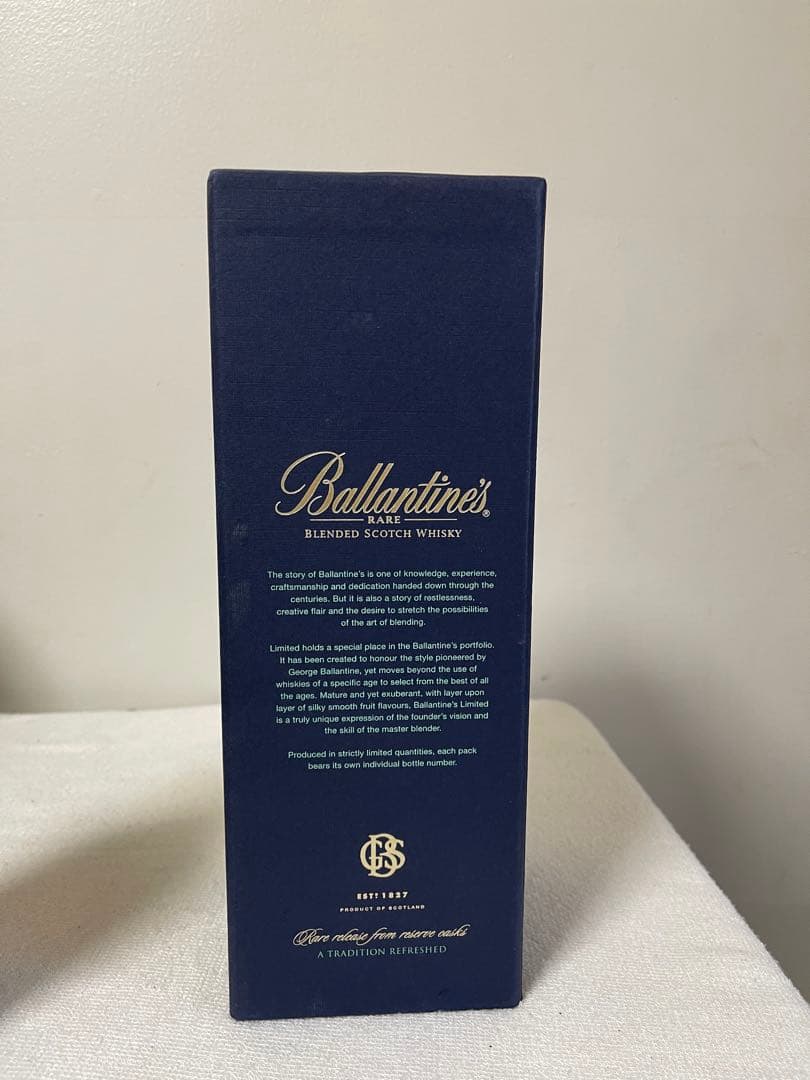 Ballantine's®
RARE
BLENDED SCOTCH WHISKY
The story of Ballantine's is one of knowledge, experience,
craftsmanship and dedication handed down through the
centuries. But it is also a story of restlessness,
creative flair and the desire to stretch the possibilities
of the art of blending.
Limited holds a special place in the Ballantine's portfolio.
It has been created to honour the style pioneered by
George Ballantine, yet moves beyond the use of
whiskies of a specific age to select from the best of all
the ages. Mature and yet exuberant, with layer upon
layer of silky smooth fruit flavours, Ballantine's Limited
is a truly unique expression of the founder's vision and
the skill of the master blender.
Produced in strictly limited quantities, each pack
bears its own individual bottle number.
GBS
ESTD 1827
PRODUCT OF SCOTLAND
Rare release from reserve casks
A TRADITION REFRESHED